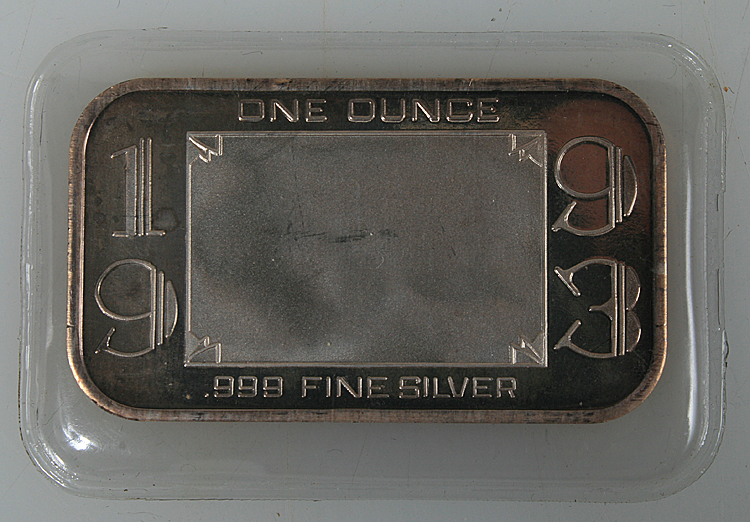 ONE OUNCE
1 9
9 3
.999 FINE SILVER